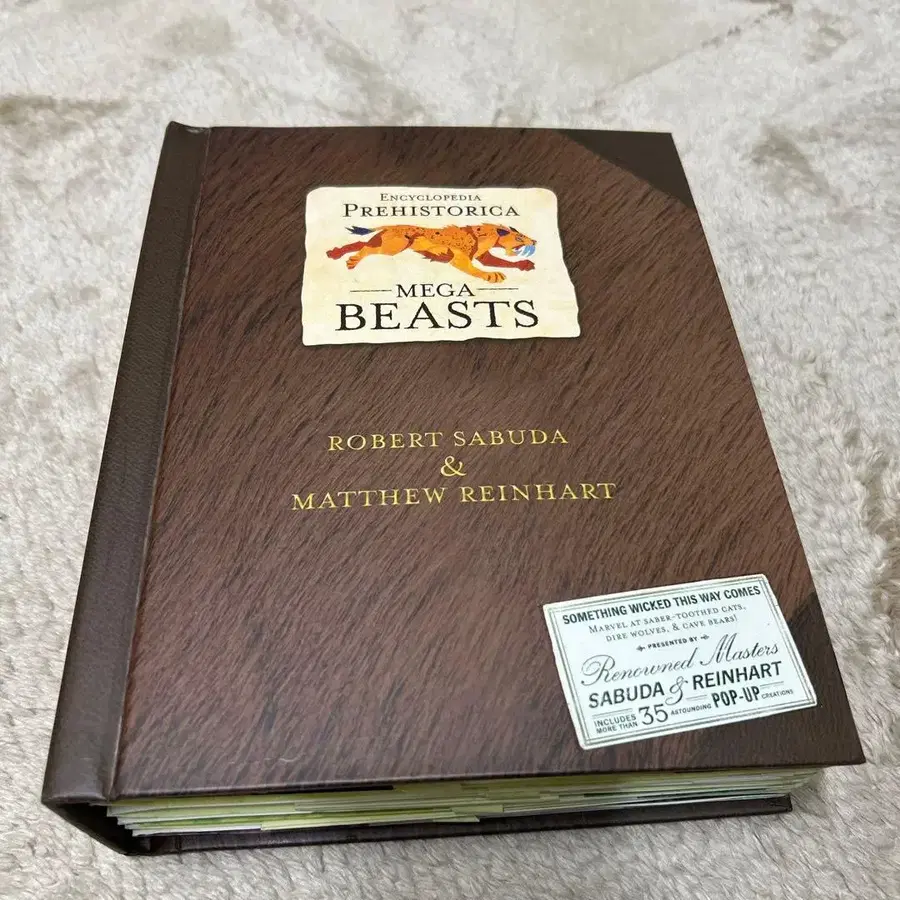 ENCYCLOPEDIA
PREHISTORICA
MEGA
BEASTS
ROBERT SABUDA
&
MATTHEW REINHART
SOMETHING WICKED THIS WAY COMES
MARVEL AT SABER-TOOTHED CATS,
DIRE WOLVES, & CAVE BEARS!
PRESENTED BY
Renowned Masters
SABUDA & REINHART
INCLUDES MORE THAN 35 ASTOUNDING POP-UP CREATIONS